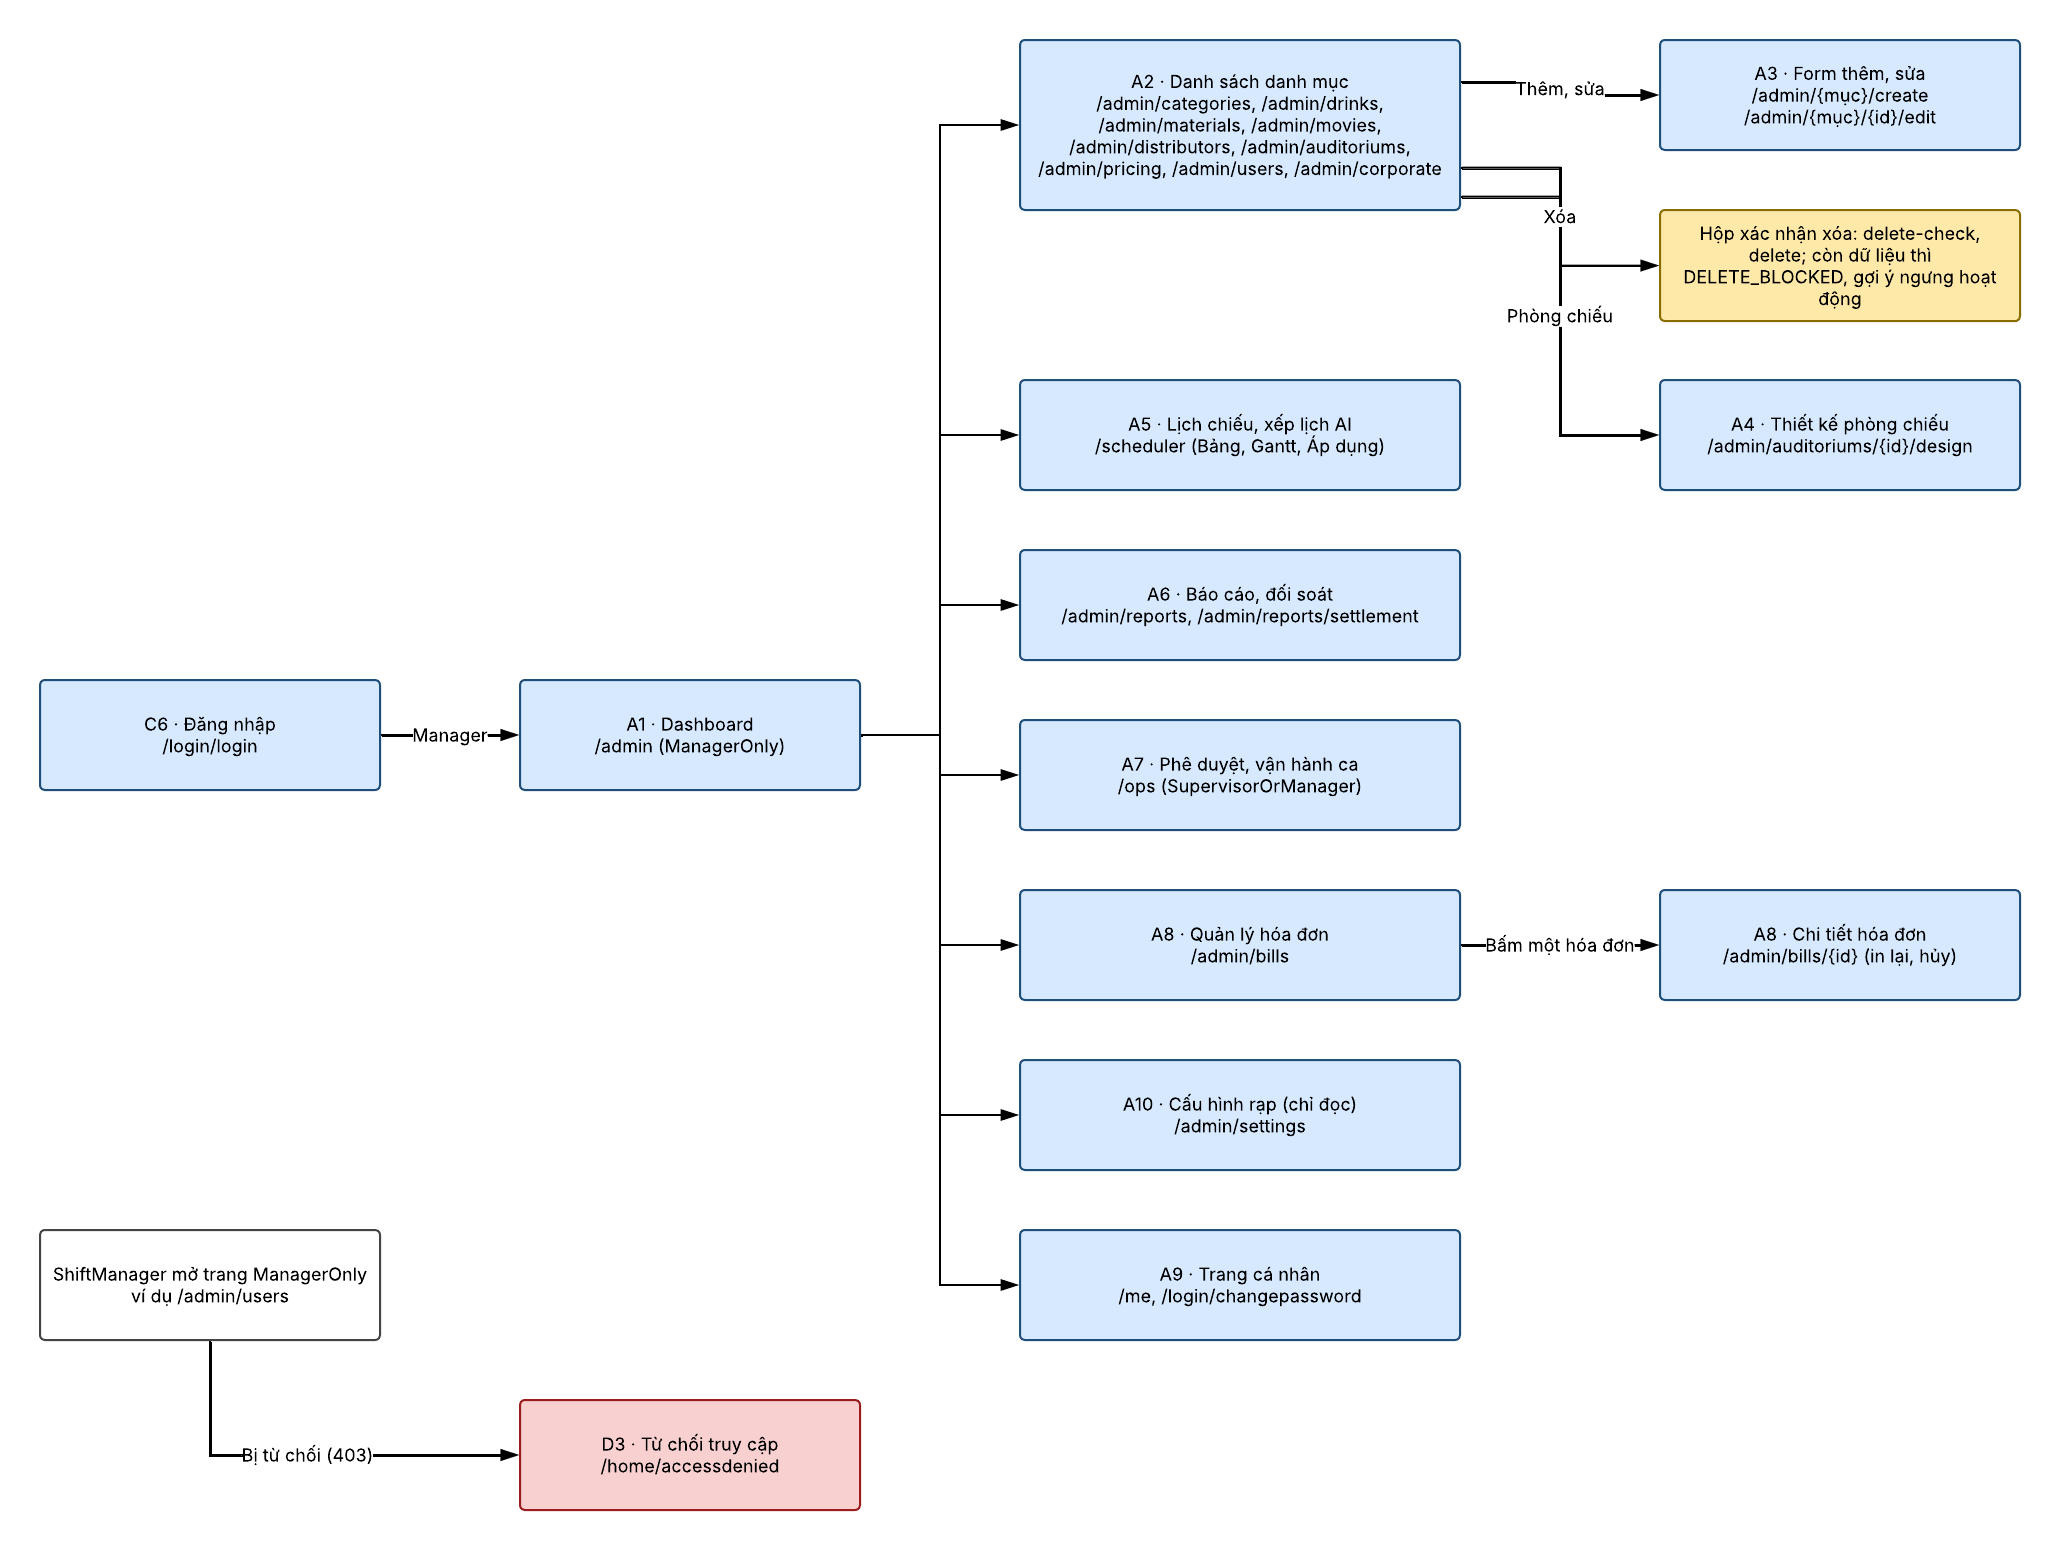 A2 · Danh sách danh mục
/admin/categories, /admin/drinks,
/admin/materials, /admin/movies,
/admin/distributors, /admin/auditoriums,
/admin/pricing, /admin/users, /admin/corporate
Thêm, sửa
A3 · Form thêm, sửa
/admin/{mục}/create
/admin/{mục}/{id}/edit
Xóa
Hộp xác nhận xóa: delete-check,
delete; còn dữ liệu thì
DELETE_BLOCKED, gợi ý ngưng hoạt
động
Phòng chiếu
A5 · Lịch chiếu, xếp lịch AI
/scheduler (Bảng, Gantt, Áp dụng)
A4 · Thiết kế phòng chiếu
/admin/auditoriums/{id}/design
A6 · Báo cáo, đối soát
/admin/reports, /admin/reports/settlement
C6 · Đăng nhập
/login/login
Manager
A1 · Dashboard
/admin (ManagerOnly)
A7 · Phê duyệt, vận hành ca
/ops (SupervisorOrManager)
A8 · Quản lý hóa đơn
/admin/bills
Bấm một hóa đơn
A8 · Chi tiết hóa đơn
/admin/bills/{id} (in lại, hủy)
A10 · Cấu hình rạp (chỉ đọc)
/admin/settings
ShiftManager mở trang ManagerOnly
ví dụ /admin/users
A9 · Trang cá nhân
/me, /login/changepassword
Bị từ chối (403)
D3 · Từ chối truy cập
/home/accessdenied